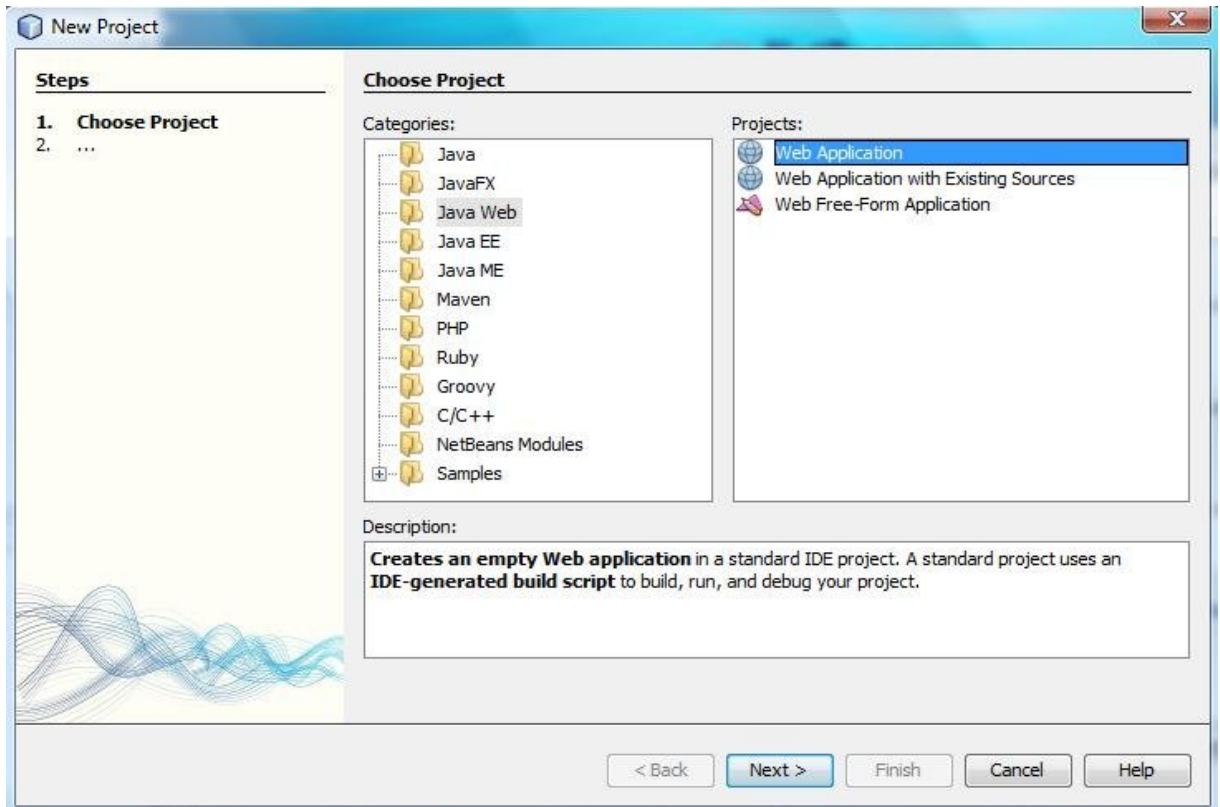 New Project
Steps
1. Choose Project
2. ...
Choose Project
Categories:
Java
JavaFX
Java Web
Java EE
Java ME
Maven
PHP
Ruby
Groovy
C/C++
NetBeans Modules
Samples
Projects:
Web Application
Web Application with Existing Sources
Web Free-Form Application
Description:
Creates an empty Web application in a standard IDE project. A standard project uses an
IDE-generated build script to build, run, and debug your project.
< Back
Next >
Finish
Cancel
Help